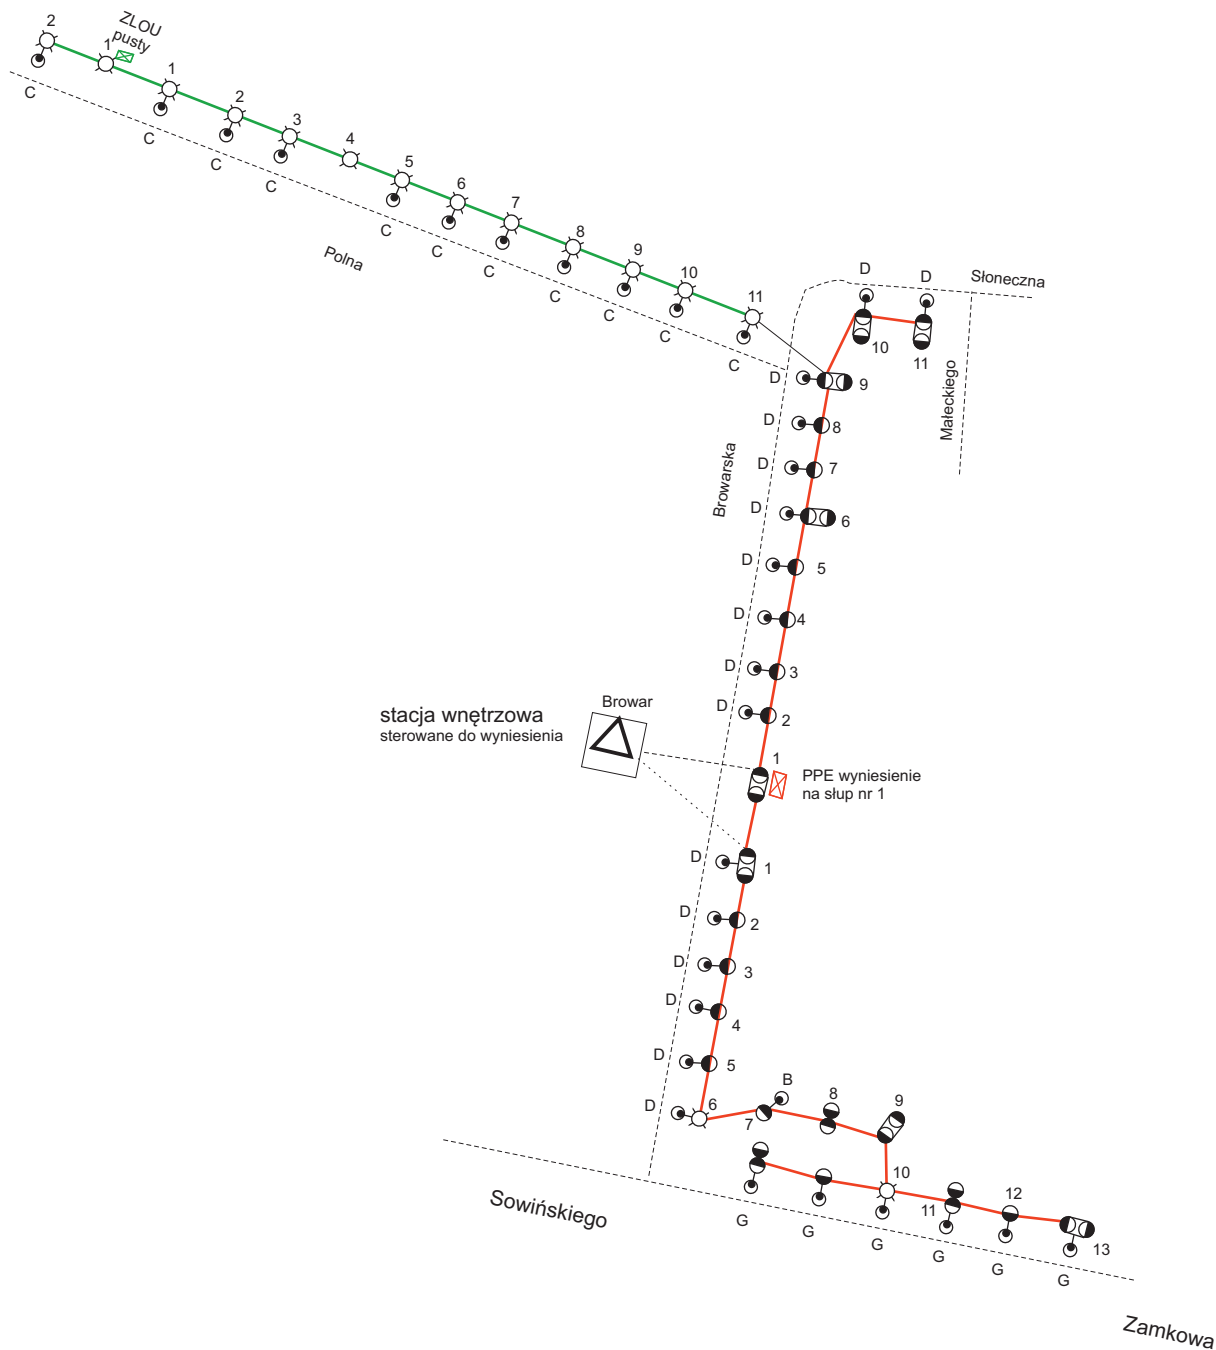 2
ZLOU
pusty
1
C
1
C
2
C
3
C
4
5
C
6
C
7
C
8
C
9
C
10
C
11
C
Polna
D
D
Słoneczna
10
11
Małeckiego
D
9
D
8
D
7
D
6
D
5
D
4
D
3
D
2
Browarska
Browar
stacja wnętrzowa
sterowane do wyniesienia
1
PPE wyniesienie
na słup nr 1
D
1
D
2
D
3
D
4
D
5
D
6
B
7
8
9
10
11
12
13
G
G
G
G
G
G
Sowińskiego
Zamkowa